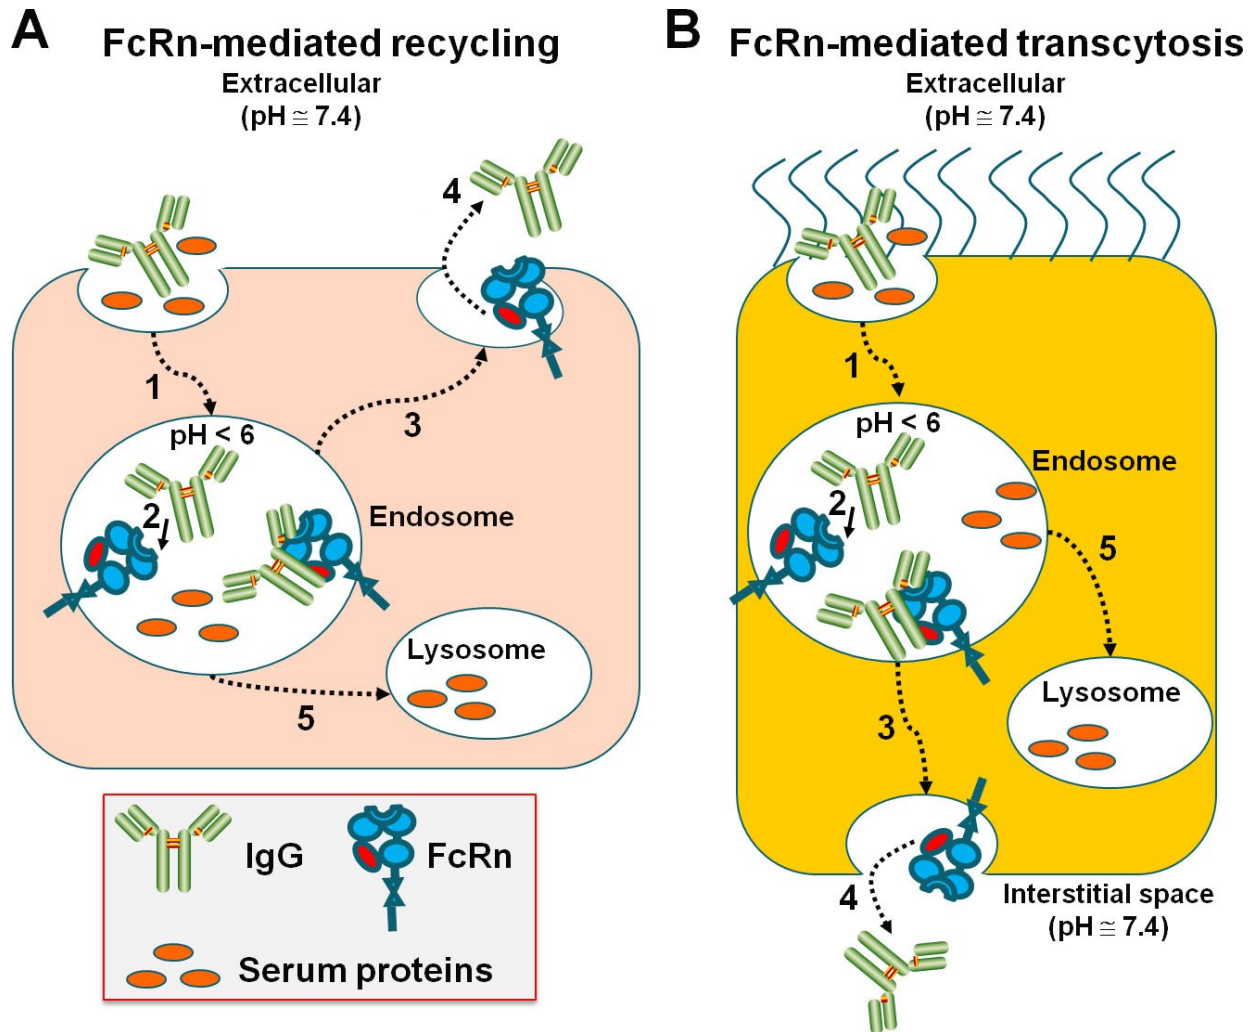 A
FcRn-mediated recycling
Extracellular
(pH ≅ 7.4)
4
1
3
pH < 6
2
Endosome
Lysosome
5
IgG
FcRn
Serum proteins
B
FcRn-mediated transcytosis
Extracellular
(pH ≅ 7.4)
1
pH < 6
Endosome
2
5
Lysosome
3
Interstitial space
(pH ≅ 7.4)
4